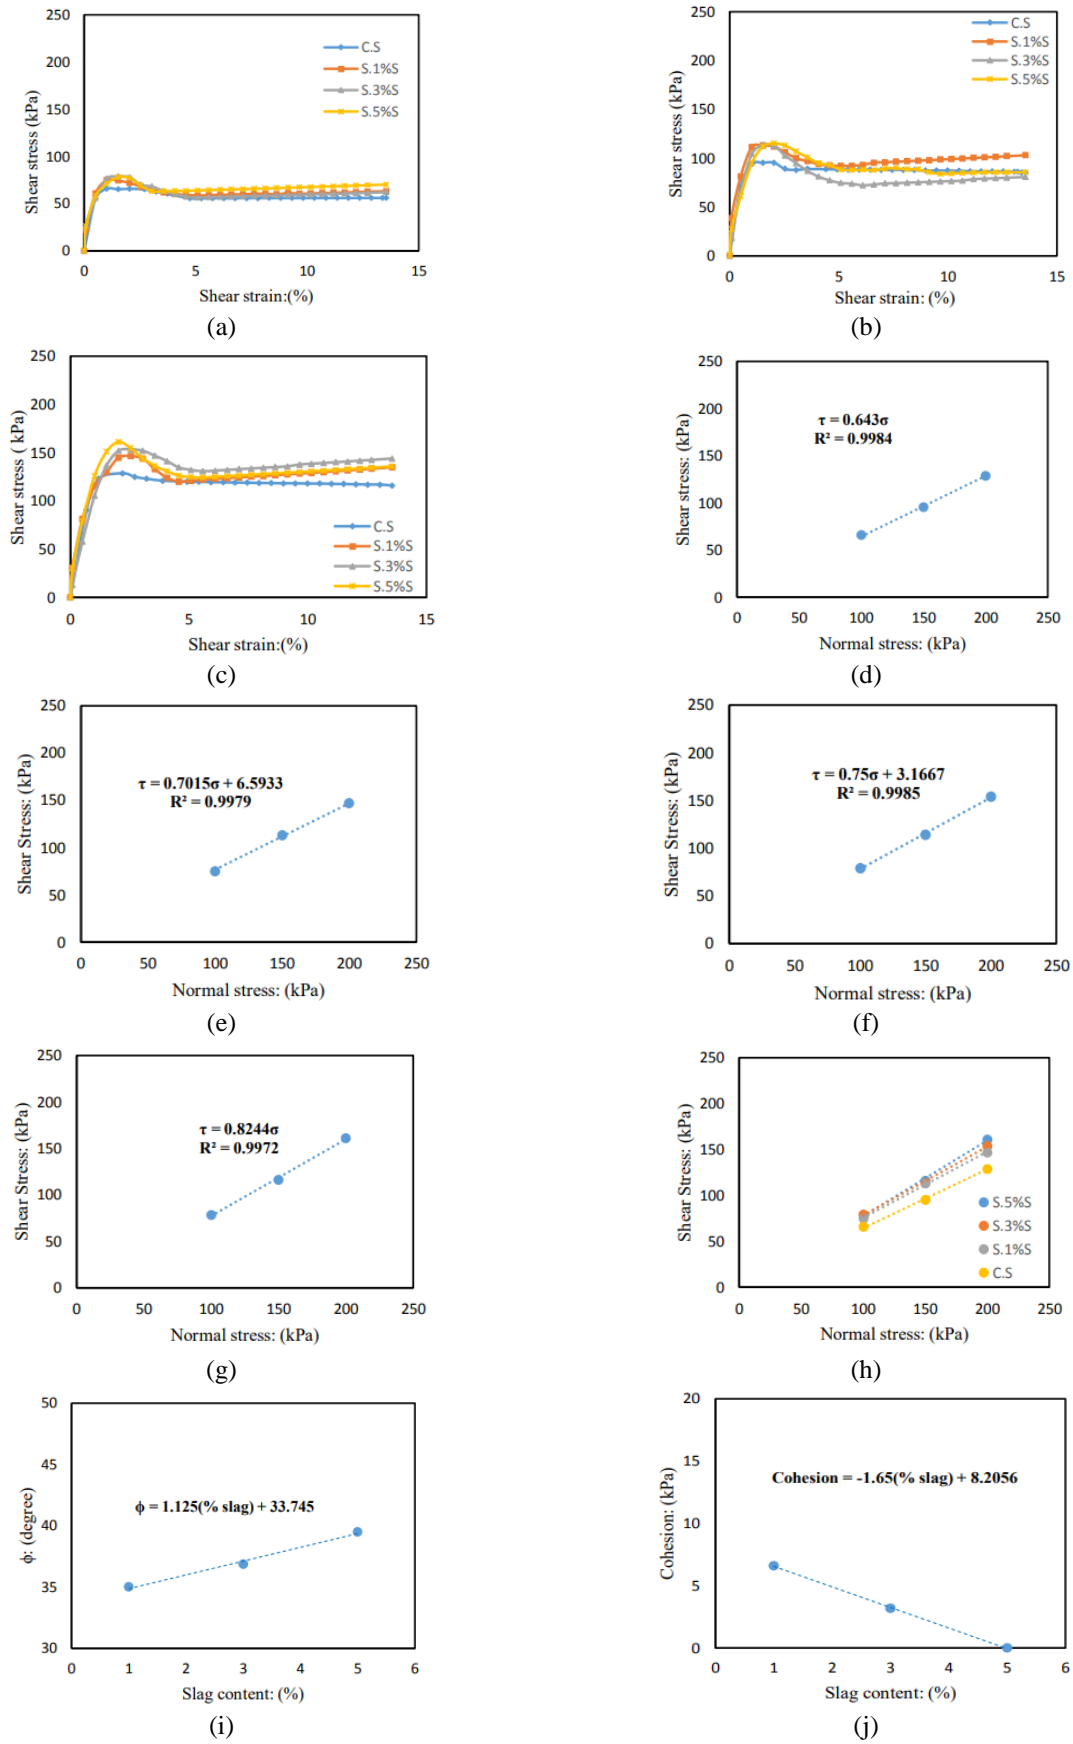 250
200
150
100
50
0
Shear stress (kPa)
C.S
S.1%S
S.3%S
S.5%S
0 5 10 15
Shear strain:(%)
(a)
250
200
150
100
50
0
Shear stress (kPa)
C.S
S.1%S
S.3%S
S.5%S
0 5 10 15
Shear strain: (%)
(b)
250
200
150
100
50
0
Shear stress ( kPa)
C.S
S.1%S
S.3%S
S.5%S
0 5 10 15
Shear strain:(%)
(c)
250
200
150
100
50
0
Shear stress: (kPa)
τ = 0.643σ
R² = 0.9984
0 50 100 150 200 250
Normal stress: (kPa)
(d)
250
200
150
100
50
0
Shear Stress: (kPa)
τ = 0.7015σ + 6.5933
R² = 0.9979
0 50 100 150 200 250
Normal stress: (kPa)
(e)
250
200
150
100
50
0
Shear Stress: (kPa)
τ = 0.75σ + 3.1667
R² = 0.9985
0 50 100 150 200 250
Normal stress: (kPa)
(f)
250
200
150
100
50
0
Shear Stress: (kPa)
τ = 0.8244σ
R² = 0.9972
0 50 100 150 200 250
Normal stress: (kPa)
(g)
250
200
150
100
50
0
Shear Stress: (kPa)
S.5%S
S.3%S
S.1%S
C.S
0 50 100 150 200 250
Normal stress: (kPa)
(h)
50
45
40
35
30
ϕ: (degree)
ϕ = 1.125(% slag) + 33.745
0 1 2 3 4 5 6
Slag content: (%)
(i)
20
15
10
5
0
Cohesion: (kPa)
Cohesion = -1.65(% slag) + 8.2056
0 1 2 3 4 5 6
Slag content: (%)
(j)